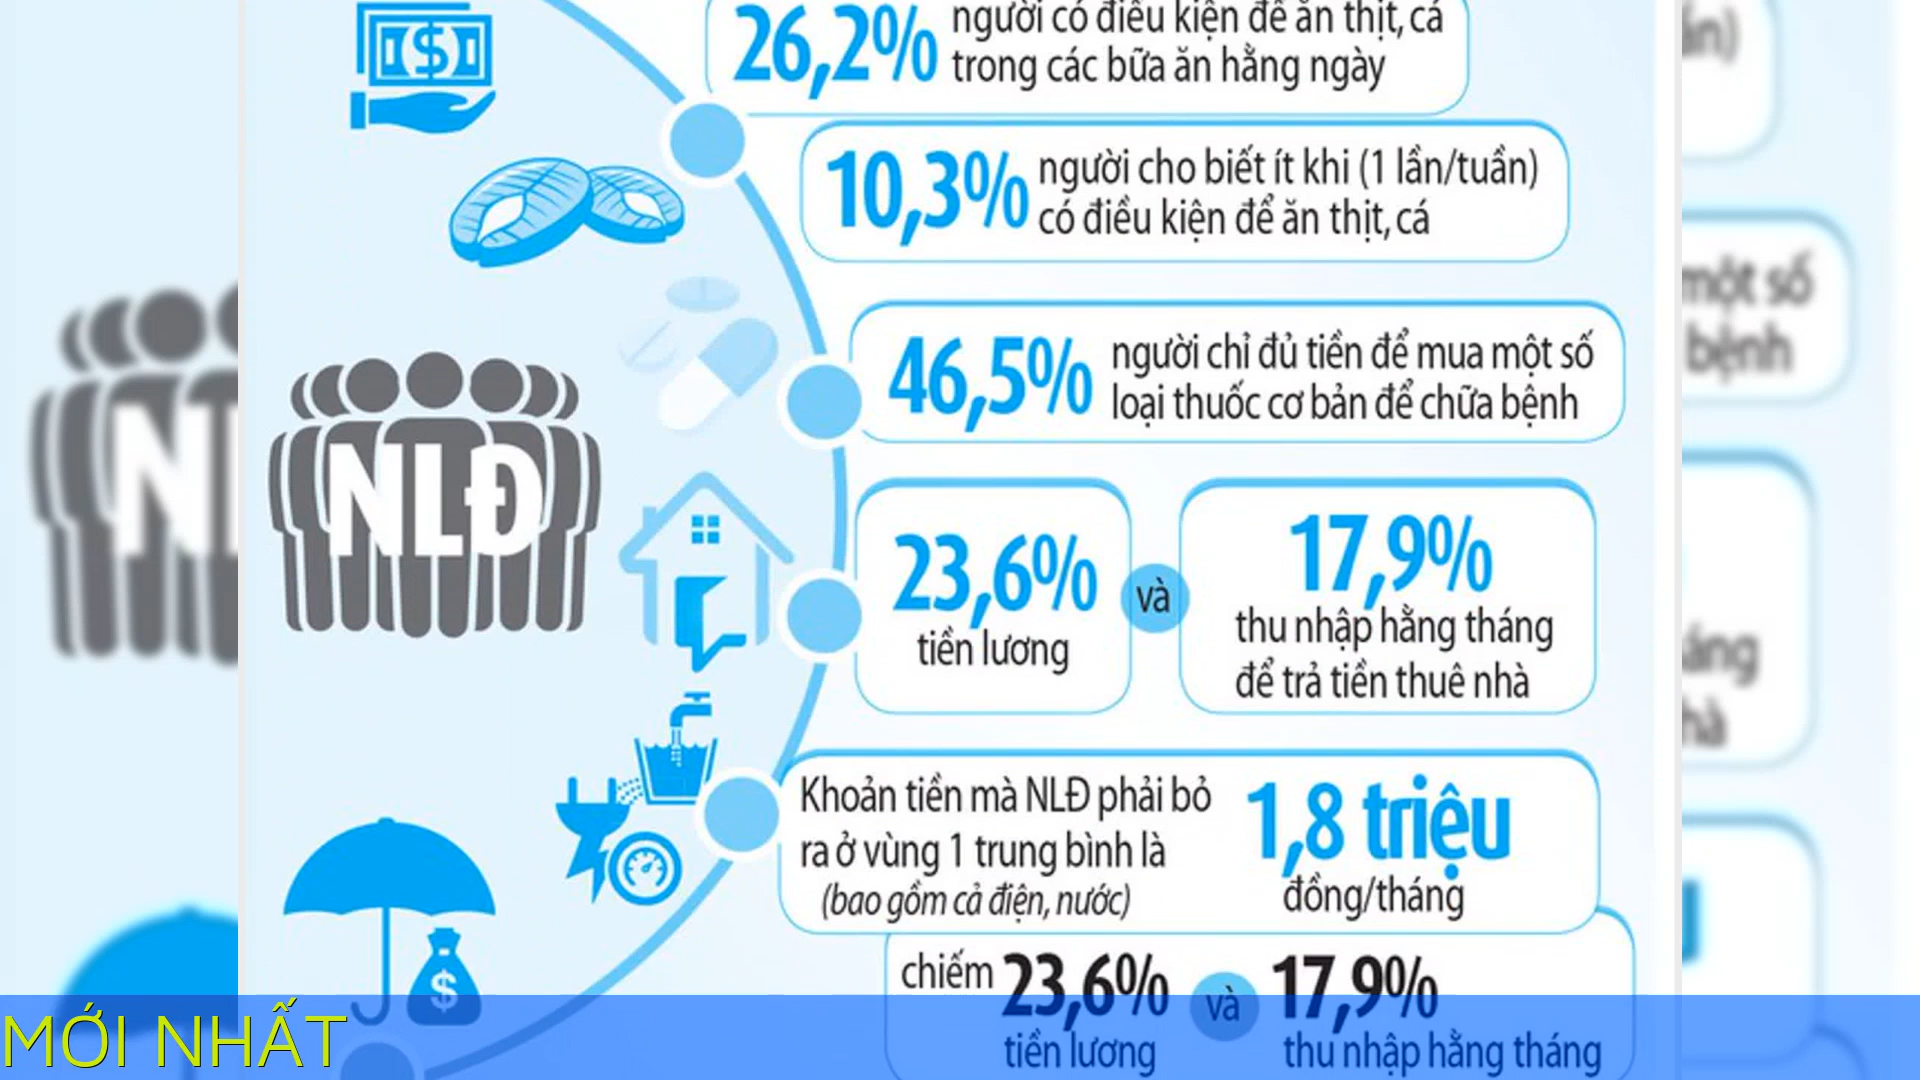 26,2% người có điều kiện để ăn thịt, cá
trong các bữa ăn hằng ngày
10,3% người cho biết ít khi (1 lần/tuần)
có điều kiện để ăn thịt, cá
46,5% người chỉ đủ tiền để mua một số
loại thuốc cơ bản để chữa bệnh
NLĐ
23,6%
tiền lương
và
17,9%
thu nhập hằng tháng
để trả tiền thuê nhà
Khoản tiền mà NLĐ phải bỏ
ra ở vùng 1 trung bình là
(bao gồm cả điện, nước)
1,8 triệu
đồng/tháng
chiếm 23,6% và 17,9%
tiền lương thu nhập hằng tháng
MỚI NHẤT
một số
bệnh